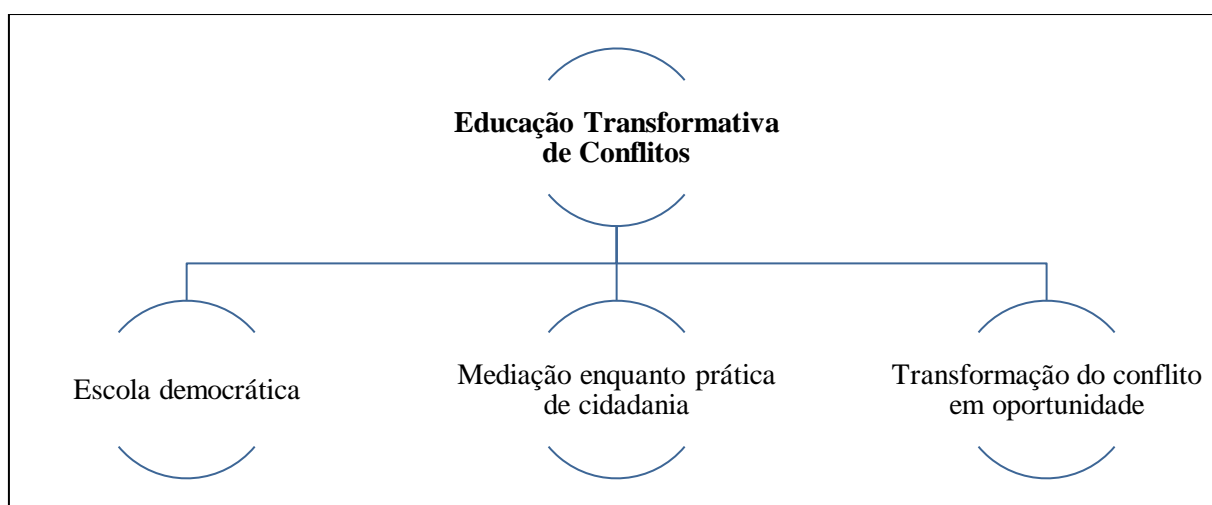 Educação Transformativa
de Conflitos
Escola democrática
Mediação enquanto prática
de cidadania
Transformação do conflito
em oportunidade